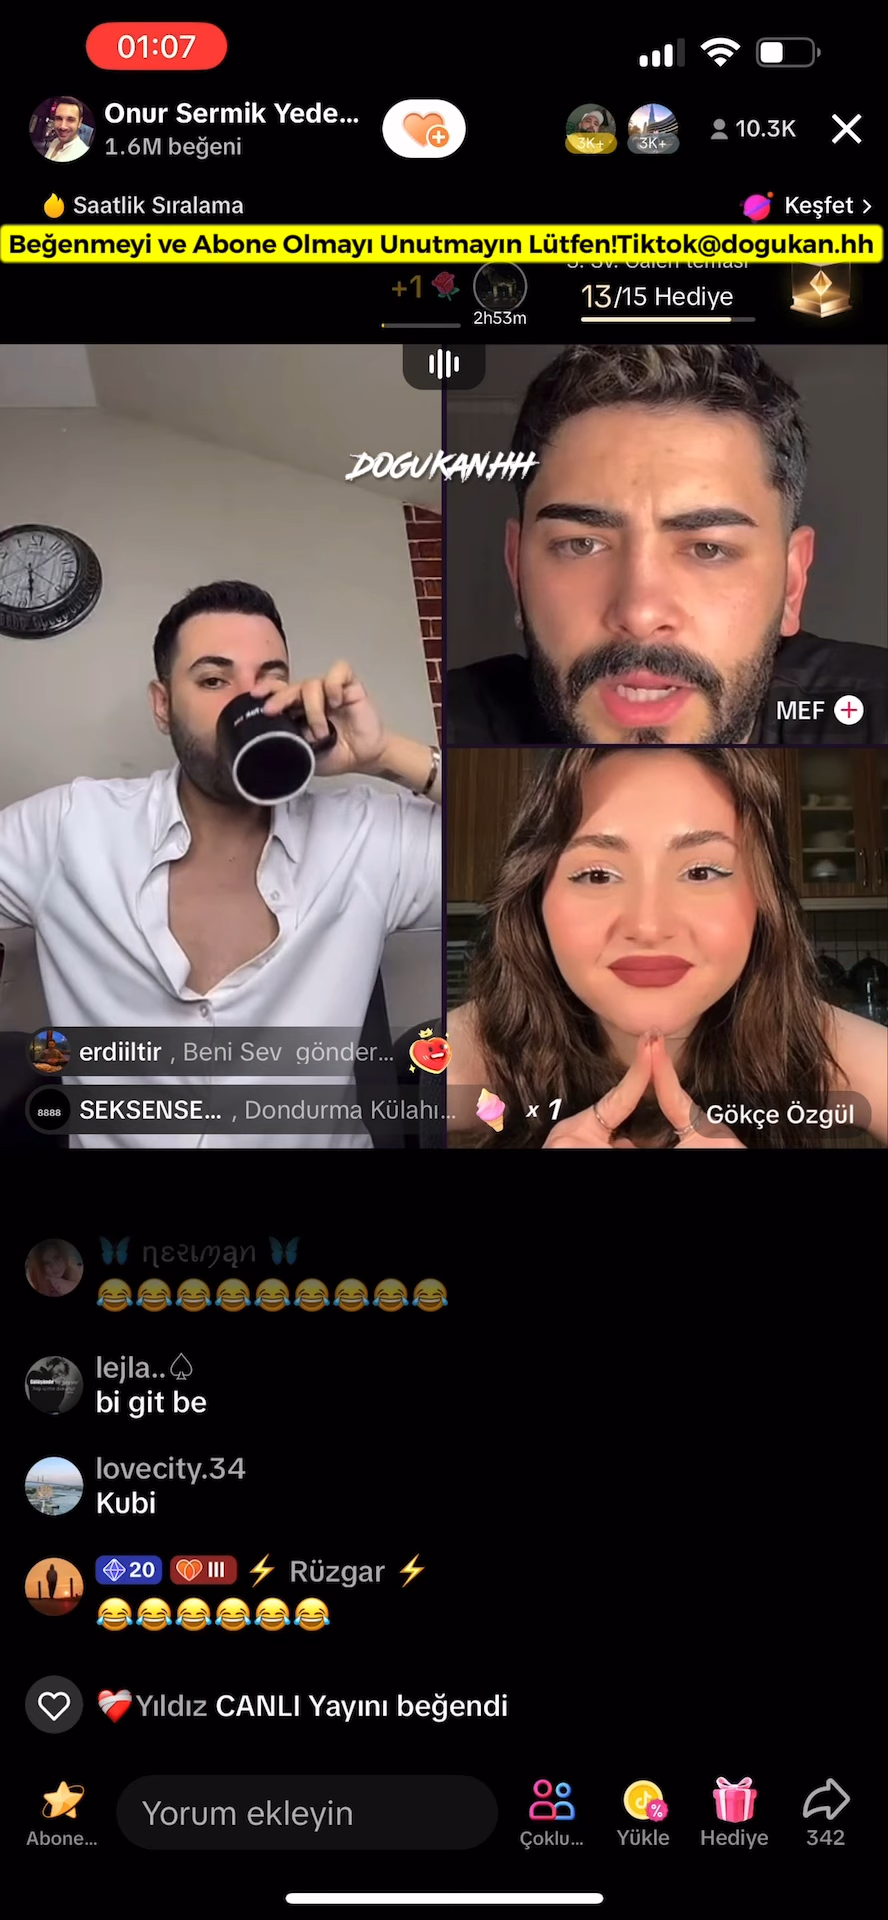 01:07
Onur Sermik Yede...
1.6M beğeni
3K+
3K+
10.3K
Saatlik Sıralama
Keşfet >
Beğenmeyi ve Abone Olmayı Unutmayın Lütfen!Tiktok@dogukan.hh
+1
2h53m
13/15 Hediye
DOGUKAN.HH
MEF
erdiiltir , Beni Sev gönder...
8888 SEKSENSE... , Dondurma Külahı... x 1
Gökçe Özgül
😂😂😂😂😂😂😂😂😂
lejla..♤
bi git be
lovecity.34
Kubi
20 III ⚡ Rüzgar ⚡
😂😂😂😂😂😂
❤️‍🩹Yıldız CANLI Yayını beğendi
Abone...
Yorum ekleyin
Çoklu...
Yükle
Hediye
342